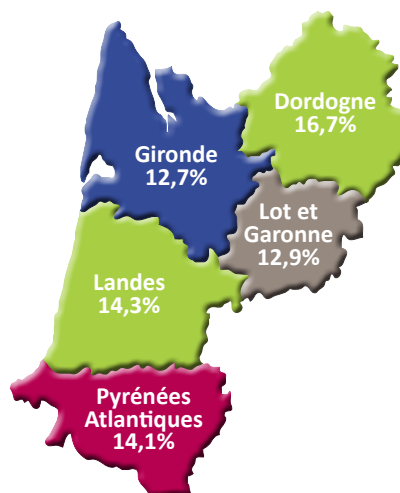 Dordogne
16,7%
Gironde
12,7%
Lot et
Garonne
12,9%
Landes
14,3%
Pyrénées
Atlantiques
14,1%